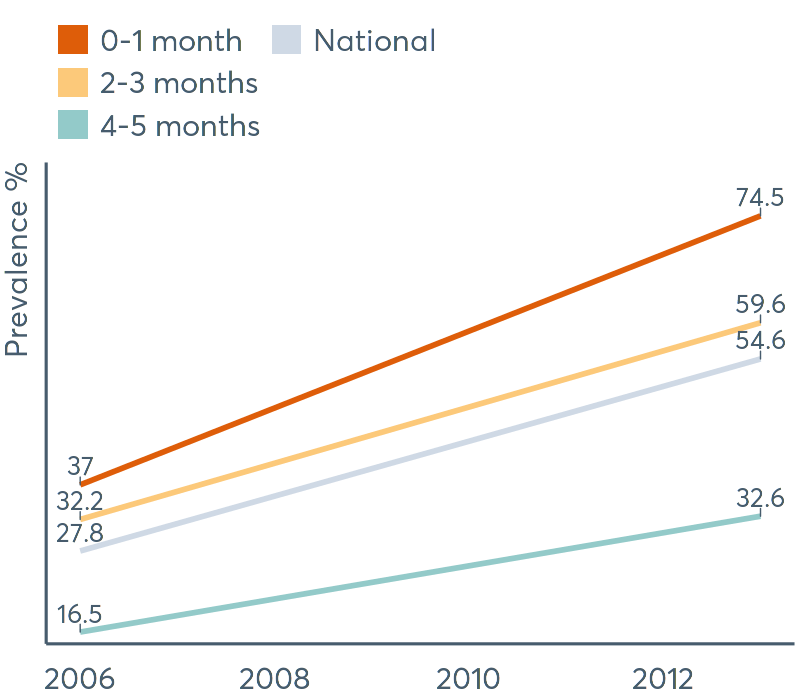 0-1 month National
2-3 months
4-5 months
Prevalence %
74.5
59.6
54.6
37
32.2
27.8
32.6
16.5
2006 2008 2010 2012